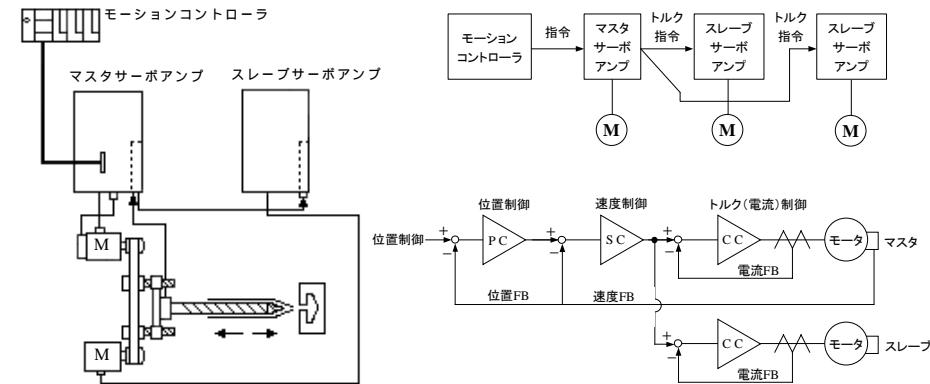 モーションコントローラ
マスタサーボアンプ
スレーブサーボアンプ
M
M
モーション
コントローラ
指令
マスタ
サーボ
アンプ
トルク
指令
スレーブ
サーボ
アンプ
トルク
指令
スレーブ
サーボ
アンプ
M
M
M
位置制御
速度制御
トルク(電流)制御
位置制御
+
−
PC
+
−
SC
+
−
CC
モータ
マスタ
電流FB
位置FB
速度FB
+
−
CC
モータ
スレーブ
電流FB